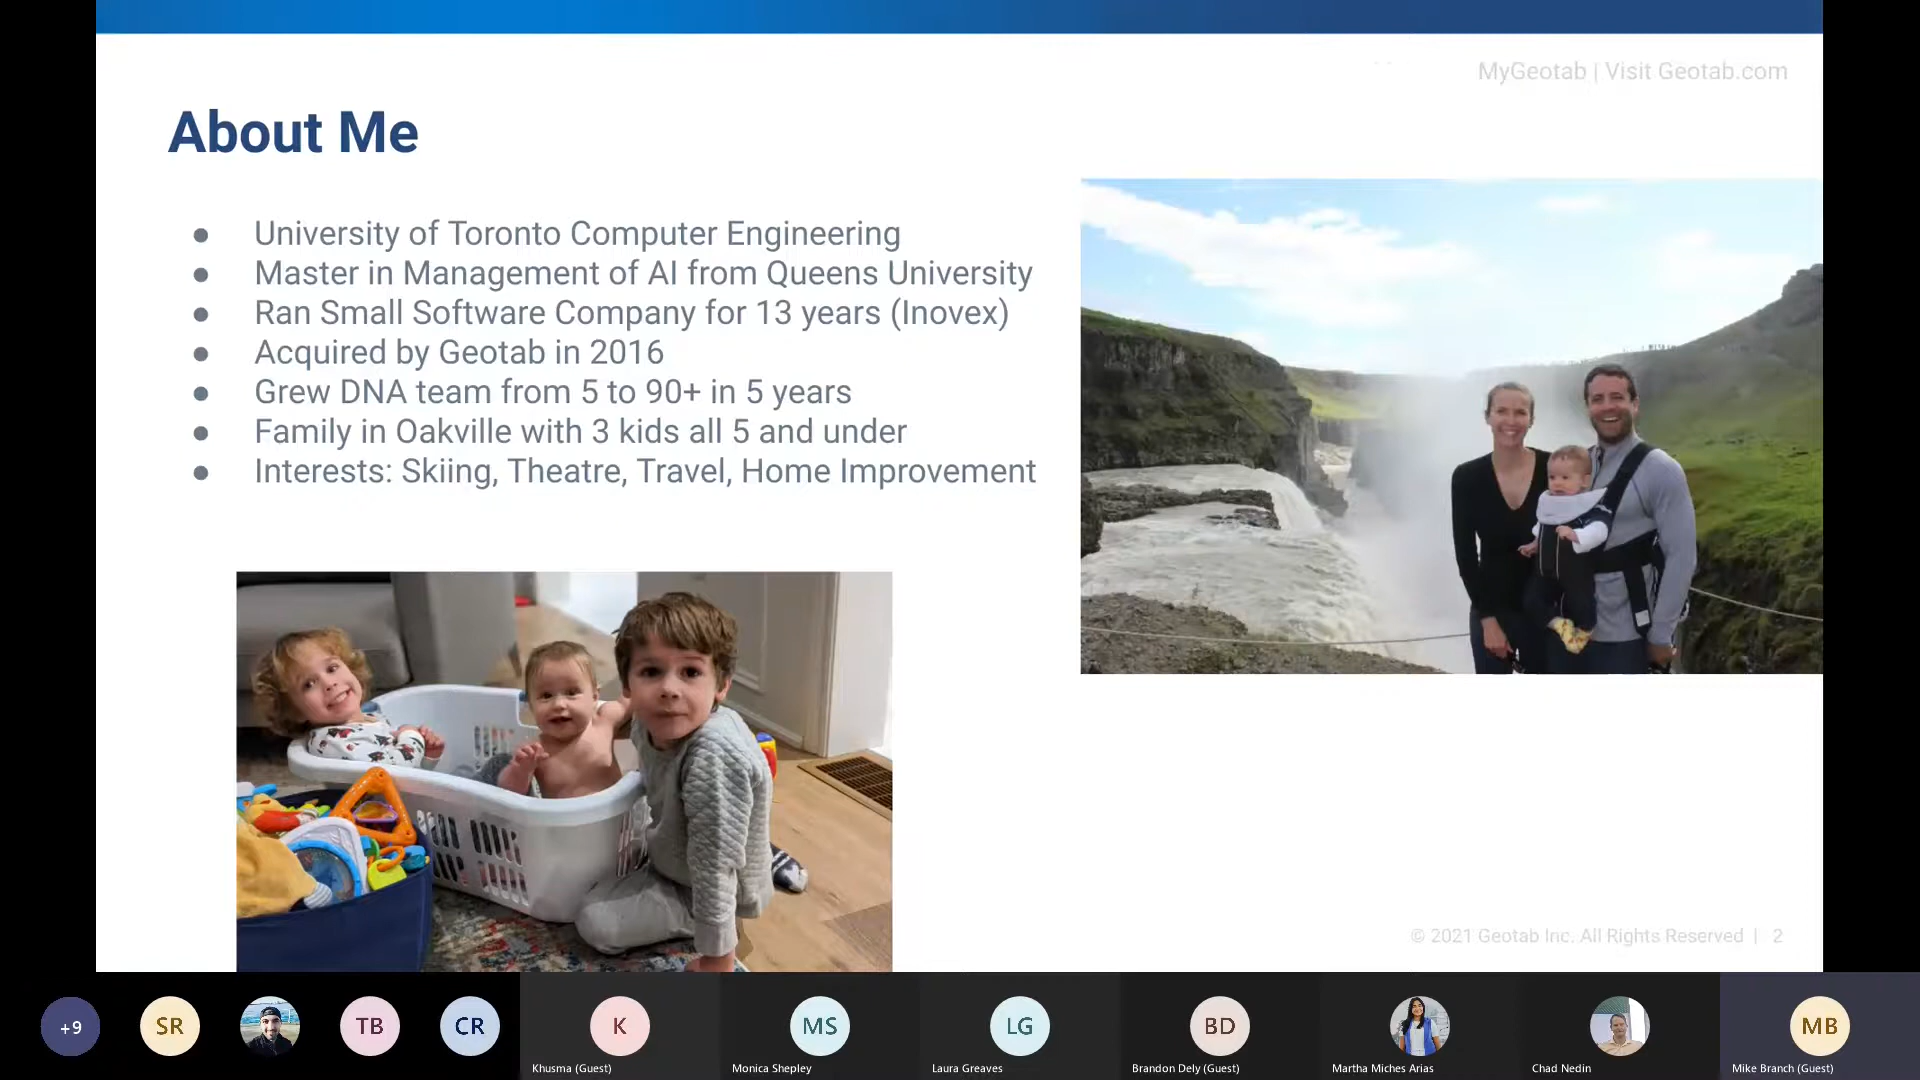 MyGeotab | Visit Geotab.com
About Me
● University of Toronto Computer Engineering
● Master in Management of AI from Queens University
● Ran Small Software Company for 13 years (Inovex)
● Acquired by Geotab in 2016
● Grew DNA team from 5 to 90+ in 5 years
● Family in Oakville with 3 kids all 5 and under
● Interests: Skiing, Theatre, Travel, Home Improvement
© 2021 Geotab Inc. All Rights Reserved | 2
+9
SR
TB
CR
K
MS
LG
BD
MB
Khusma (Guest)
Monica Shepley
Laura Greaves
Brandon Dely (Guest)
Martha Miches Arias
Chad Nedin
Mike Branch (Guest)